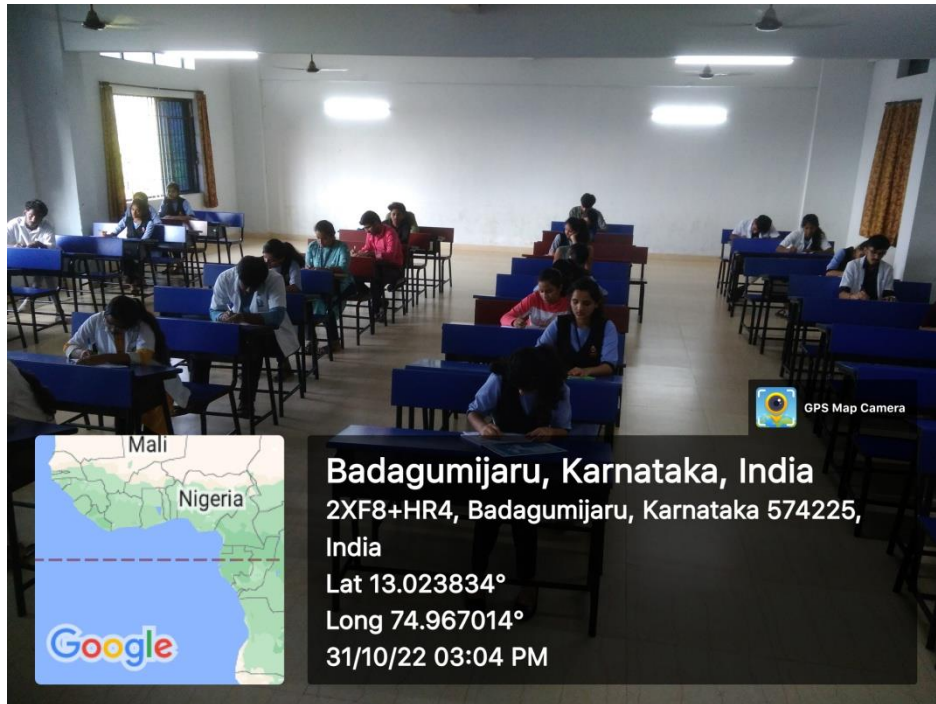 GPS Map Camera
Mali
Nigeria
Google
Badagumijaru, Karnataka, India
2XF8+HR4, Badagumijaru, Karnataka 574225,
India
Lat 13.023834°
Long 74.967014°
31/10/22 03:04 PM